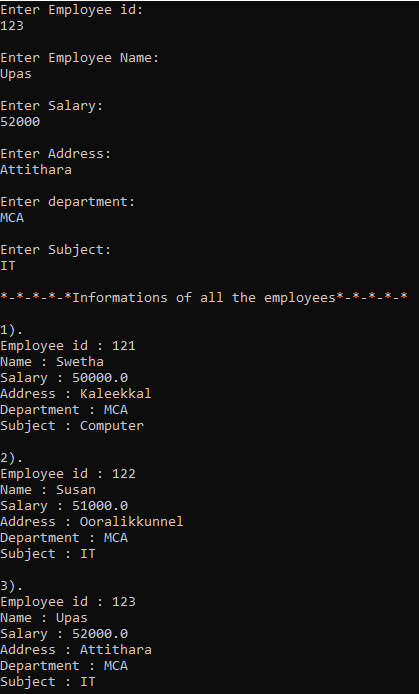 Enter Employee id:
123
Enter Employee Name:
Upas
Enter Salary:
52000
Enter Address:
Attithara
Enter department:
MCA
Enter Subject:
IT
*-*-*-*-*Informations of all the employees*-*-*-*-*
1).
Employee id : 121
Name : Swetha
Salary : 50000.0
Address : Kaleekkal
Department : MCA
Subject : Computer
2).
Employee id : 122
Name : Susan
Salary : 51000.0
Address : Ooralikkunnel
Department : MCA
Subject : IT
3).
Employee id : 123
Name : Upas
Salary : 52000.0
Address : Attithara
Department : MCA
Subject : IT